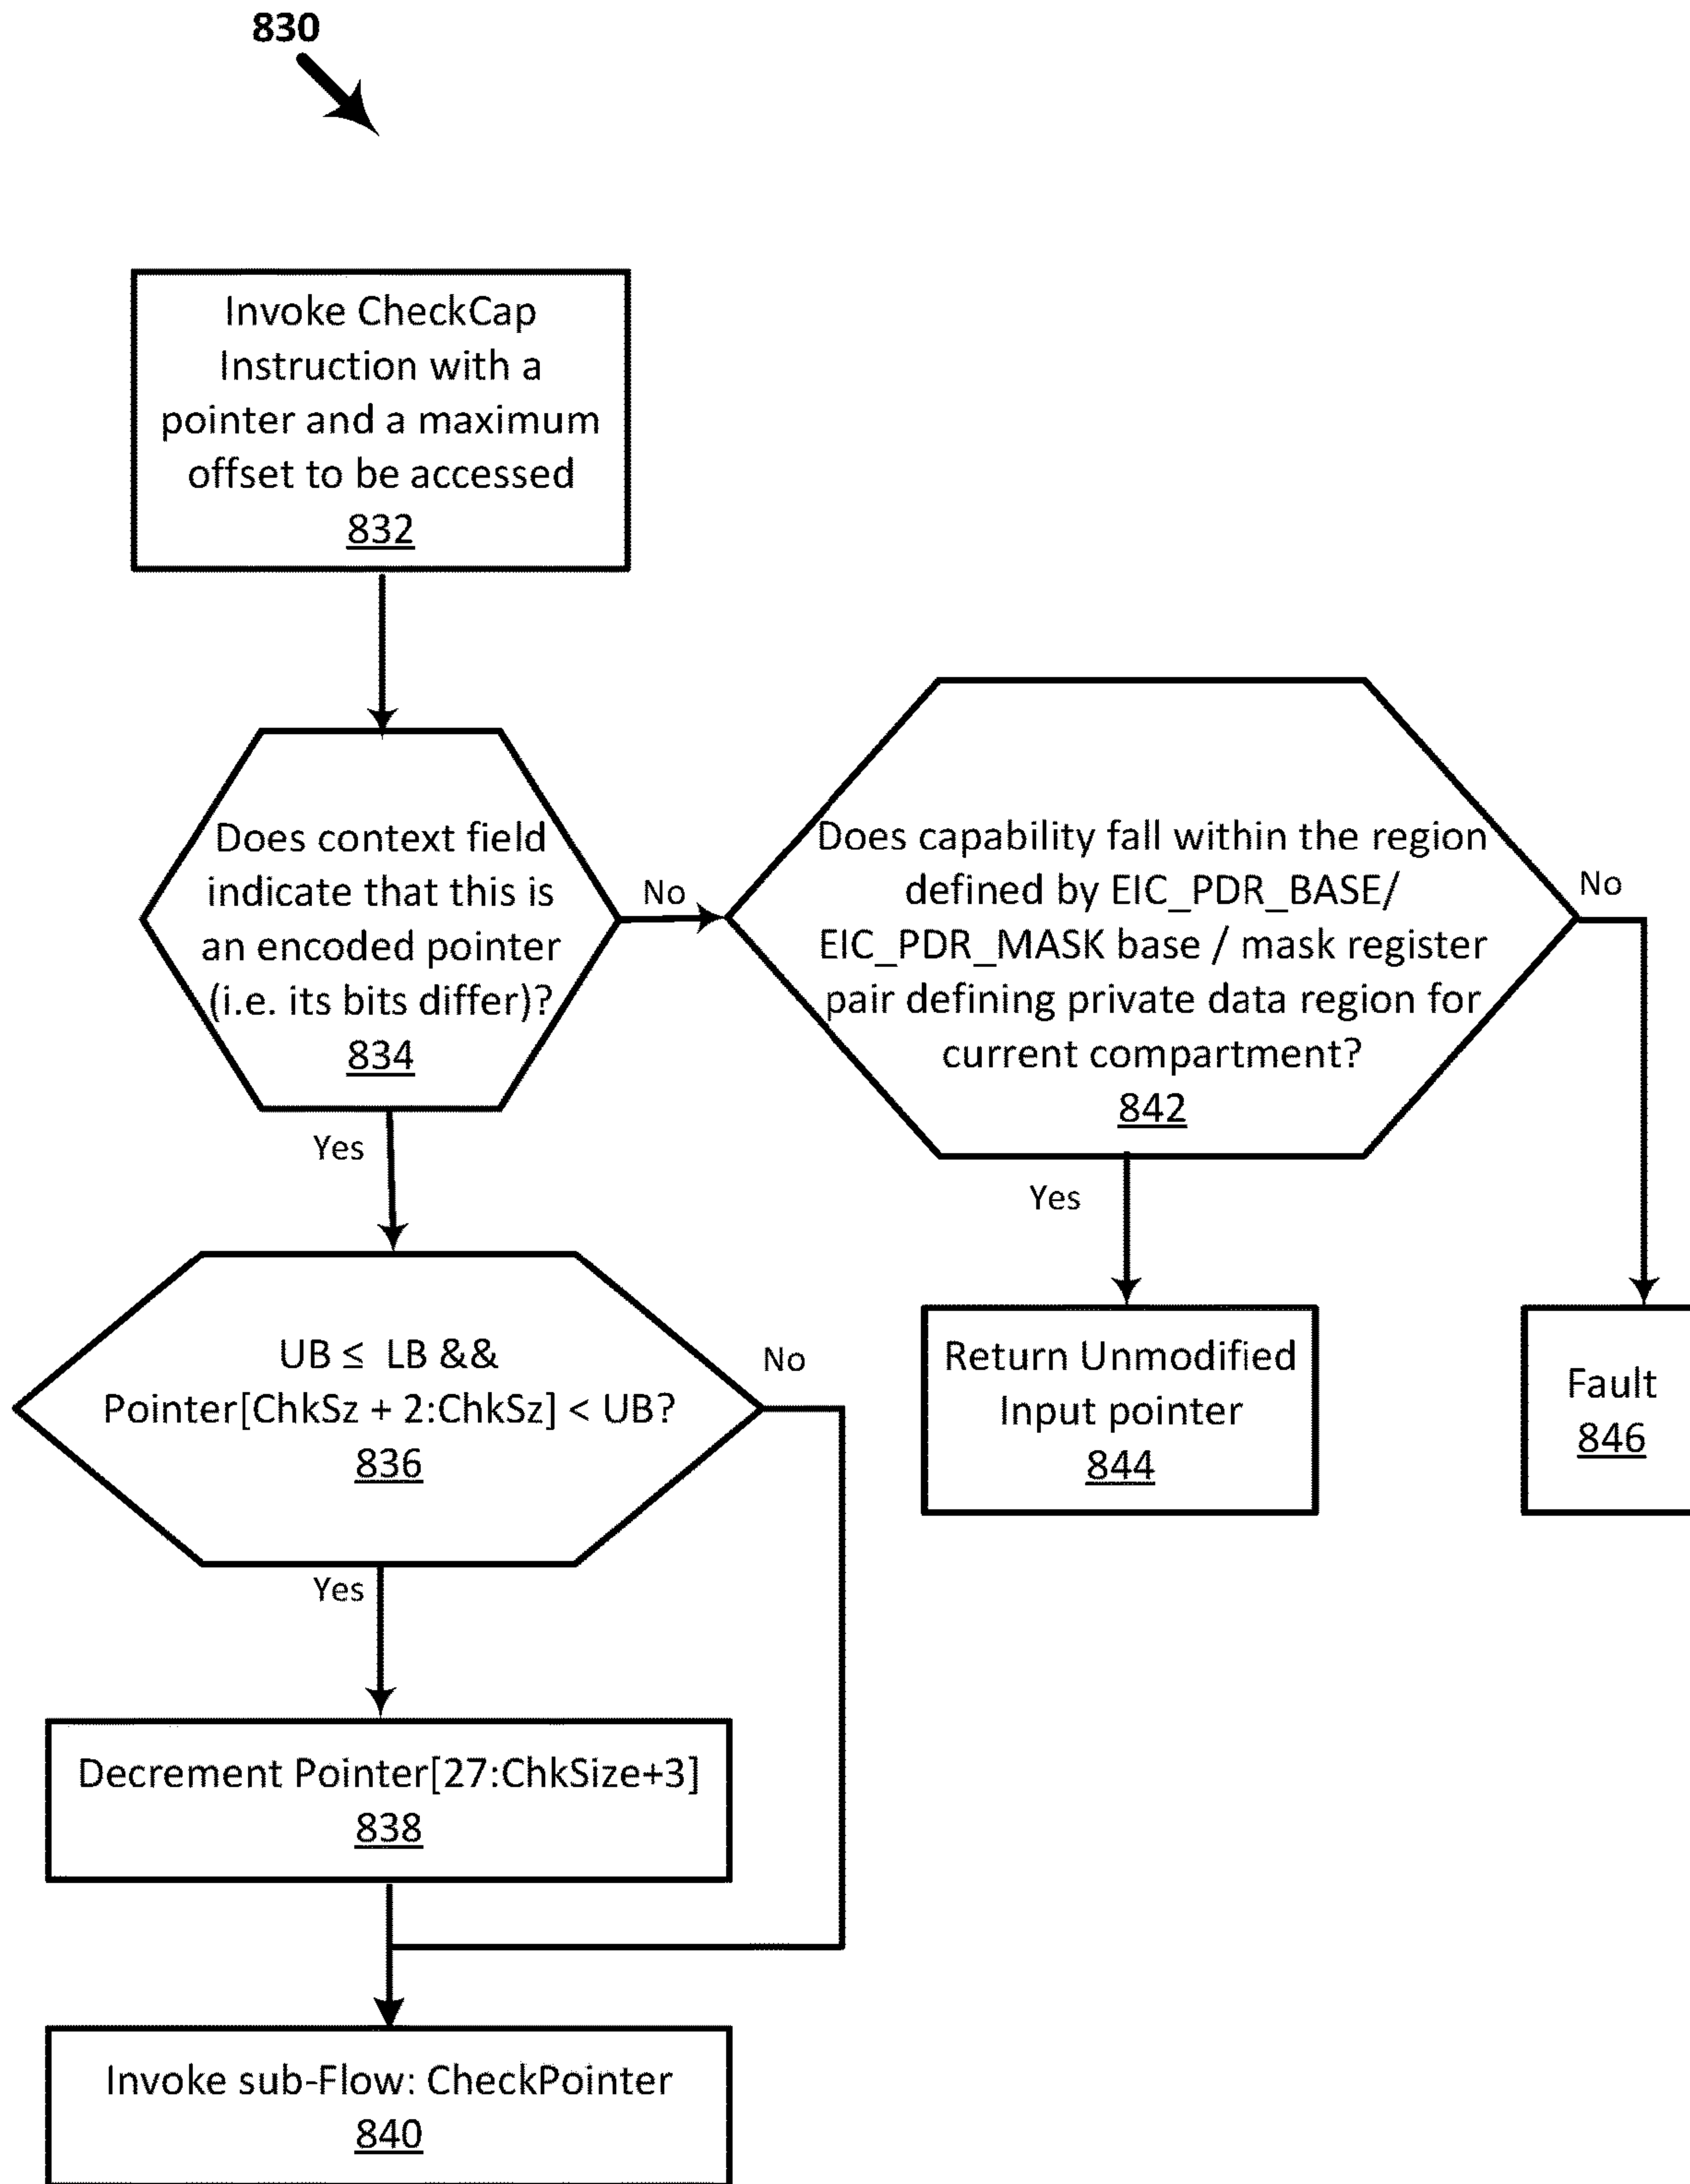 830
Invoke CheckCap
Instruction with a
pointer and a maximum
offset to be accessed
832
Does context field
indicate that this is
an encoded pointer
(i.e. its bits differ)?
834
No
Does capability fall within the region
defined by EIC_PDR_BASE/
EIC_PDR_MASK base / mask register
pair defining private data region for
current compartment?
842
No
Yes
Yes
UB ≤ LB &&
Pointer[ChkSz + 2:ChkSz] < UB?
836
No
Return Unmodified
Input pointer
844
Fault
846
Yes
Decrement Pointer[27:ChkSize+3]
838
Invoke sub-Flow: CheckPointer
840